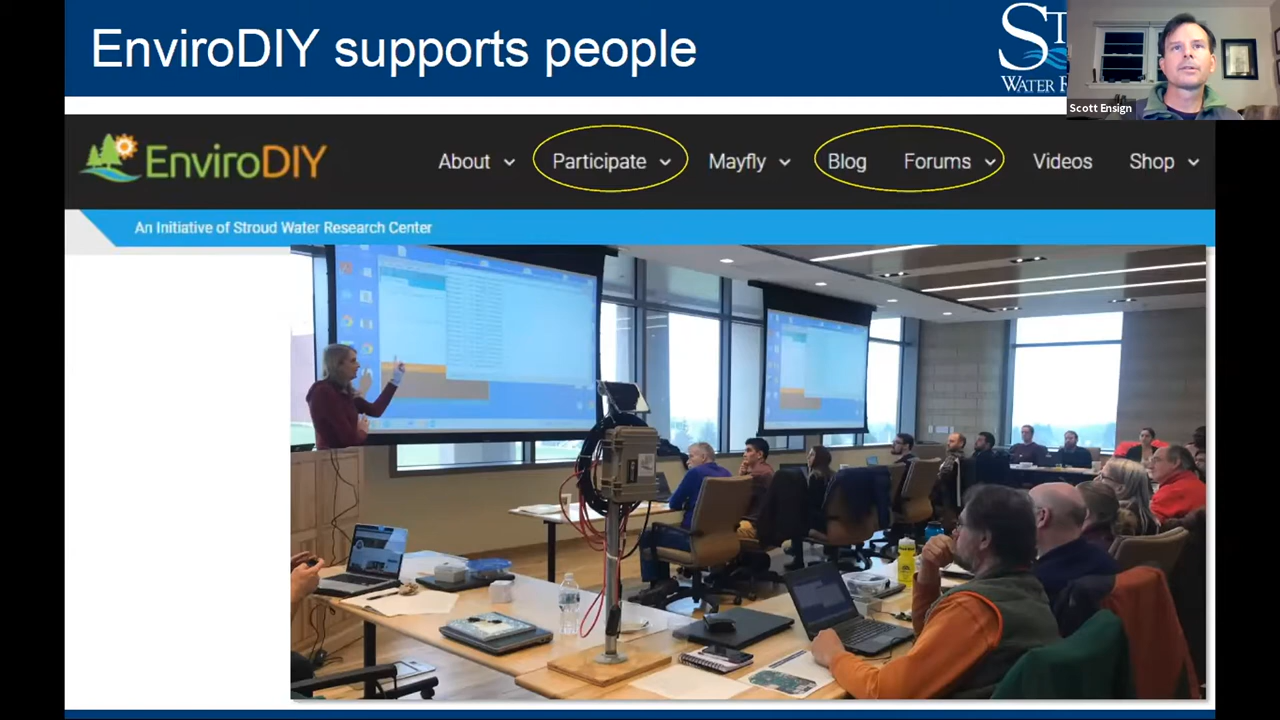 EnviroDIY supports people
Scott Ensign
EnviroDIY
About
Participate
Mayfly
Blog
Forums
Videos
Shop
An Initiative of Stroud Water Research Center